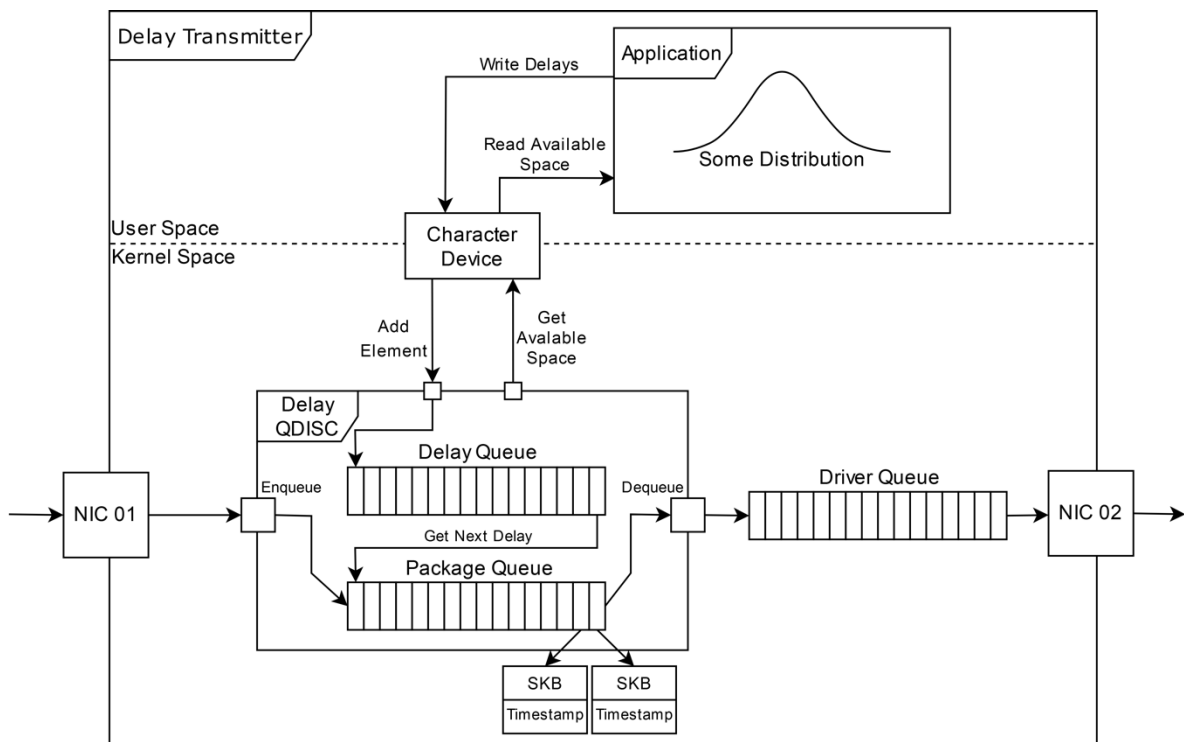 Delay Transmitter
Application
Write Delays
Some Distribution
Read Available
Space
User Space
Kernel Space
Character
Device
Add
Element
Get
Avalable
Space
Delay
QDISC
Delay Queue
Driver Queue
Enqueue
Dequeue
NIC 01
NIC 02
Get Next Delay
Package Queue
SKB
Timestamp
SKB
Timestamp